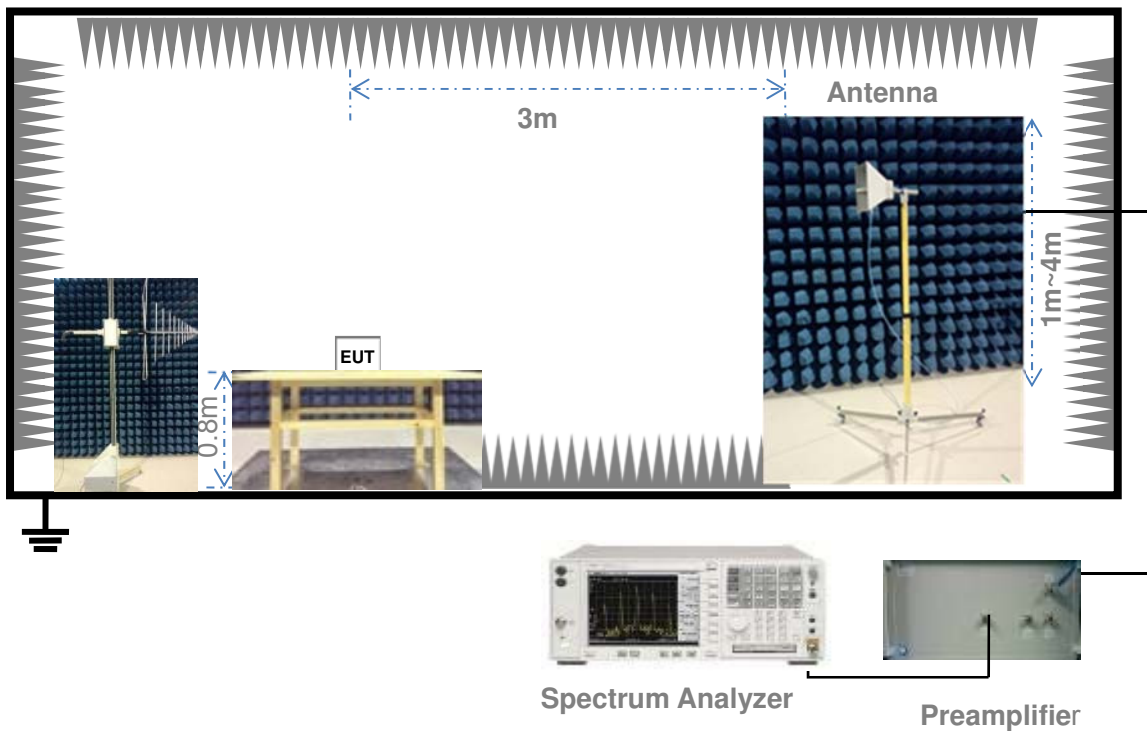 Antenna
3m
1m~4m
EUT
0.8m
Spectrum Analyzer
Preamplifier